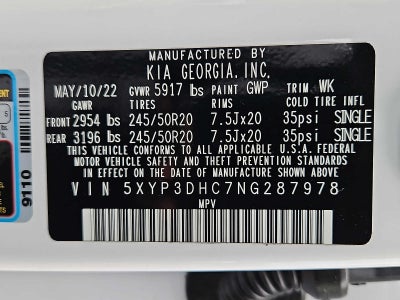 MANUFACTURED BY
KIA GEORGIA, INC.
MAY/10/22 GVWR 5917 lbs PAINT GWP TRIM. WK
GAWR TIRES RIMS COLD TIRE INFL
FRONT 2954 lbs 245/50R20 7.5Jx20 35psi SINGLE
REAR 3196 lbs 245/50R20 7.5Jx20 35psi SINGLE
THIS VEHICLE CONFORMS TO ALL APPLICABLE U.S.A. FEDERAL
MOTOR VEHICLE SAFETY, BUMPER, AND THEFT PREVENTION STANDARDS
IN EFFECT ON THE DATE OF MANUFACTURE SHOWN ABOVE.
VIN 5XYP3DHC7NG287978
MPV
9110